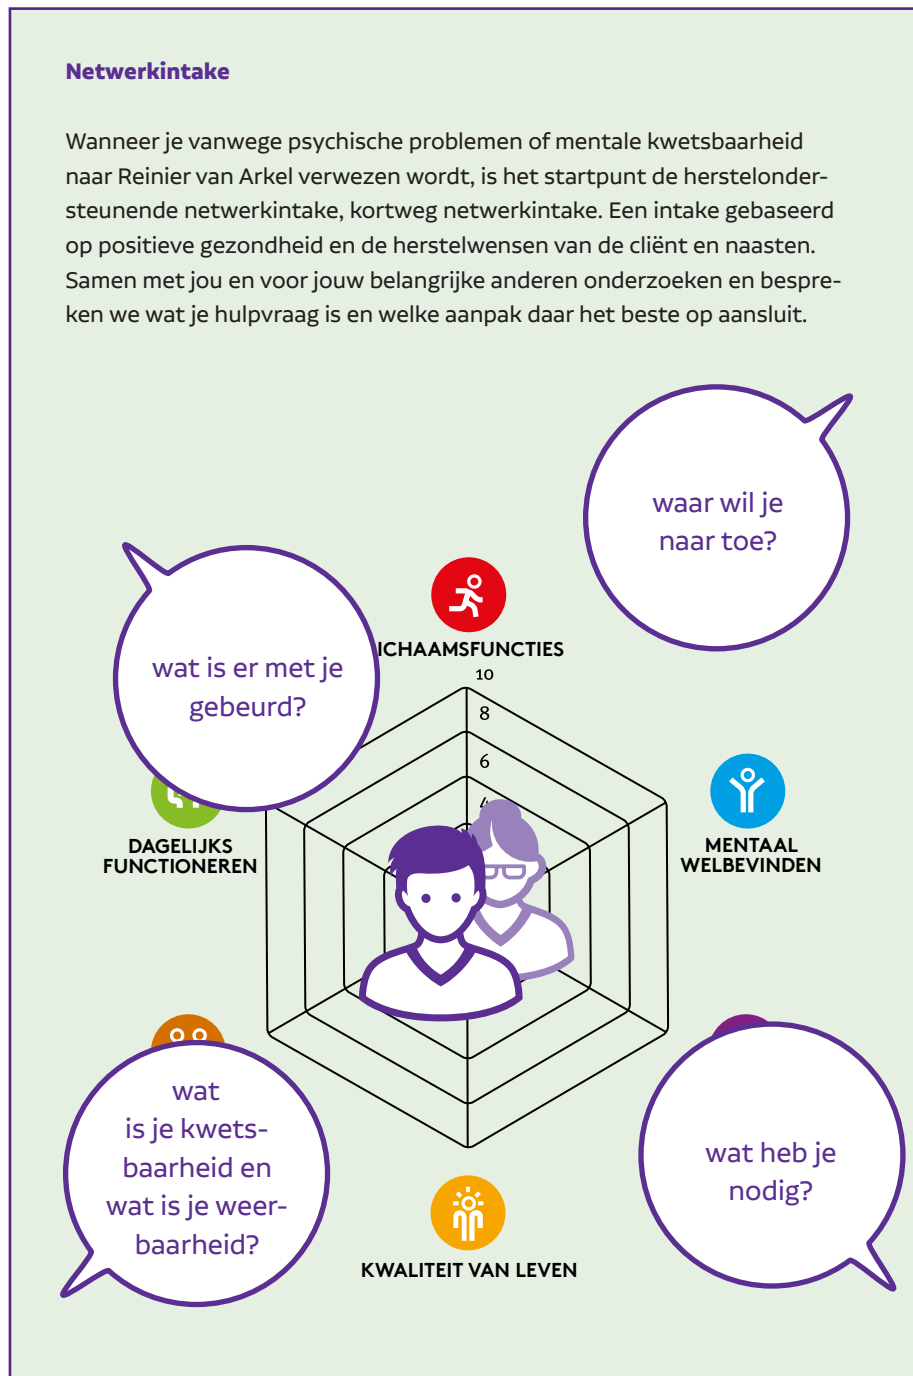 Netwerkintake
Wanneer je vanwege psychische problemen of mentale kwetsbaarheid
naar Reinier van Arkel verwezen wordt, is het startpunt de herstelonder-
steunende netwerkintake, kortweg netwerkintake. Een intake gebaseerd
op positieve gezondheid en de herstelwensen van de cliënt en naasten.
Samen met jou en voor jouw belangrijke anderen onderzoeken en bespre-
ken we wat je hulpvraag is en welke aanpak daar het beste op aansluit.
waar wil je
naar toe?
wat is er met je
gebeurd?
ICHAAMSFUNCTIES
10
8
6
4
DAGELIJKS
FUNCTIONEREN
MENTAAL
WELBEVINDEN
wat
is je kwets-
baarheid en
wat is je weer-
baarheid?
wat heb je
nodig?
KWALITEIT VAN LEVEN